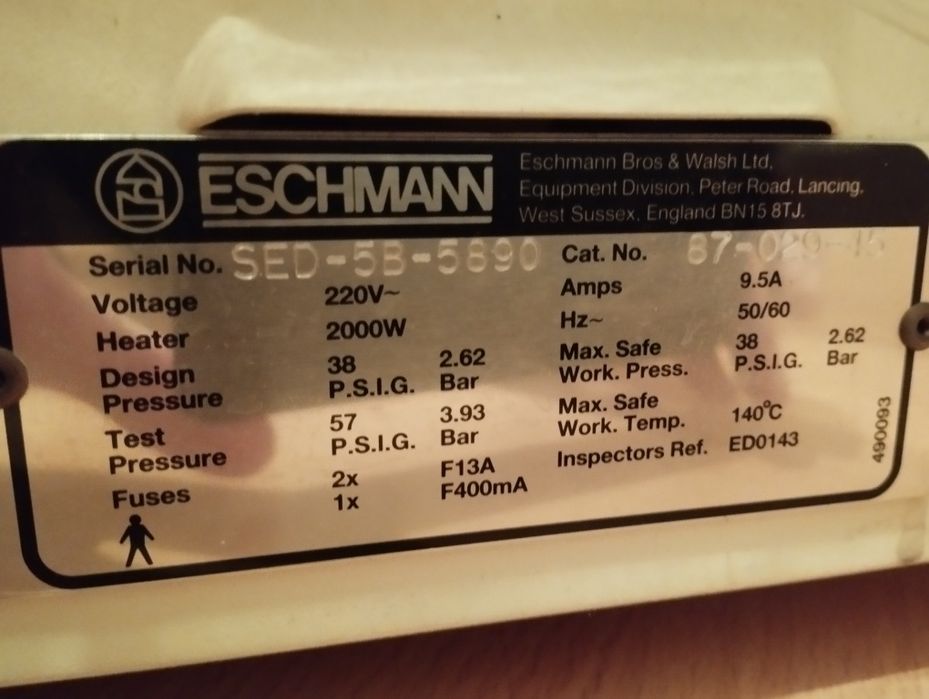 ESCHMANN
Eschmann Bros & Walsh Ltd,
Equipment Division, Peter Road, Lancing,
West Sussex, England BN15 8TJ.
Serial No. SED-5B-5890
Voltage 220V~
Heater 2000W
Design Pressure 38 P.S.I.G. 2.62 Bar
Test Pressure 57 P.S.I.G. 3.93 Bar
Fuses 2x F13A
1x F400mA
Cat. No. 87-029-45
Amps 9.5A
Hz~ 50/60
Max. Safe Work. Press. 38 P.S.I.G. 2.62 Bar
Max. Safe Work. Temp. 140°C
Inspectors Ref. ED0143
490093